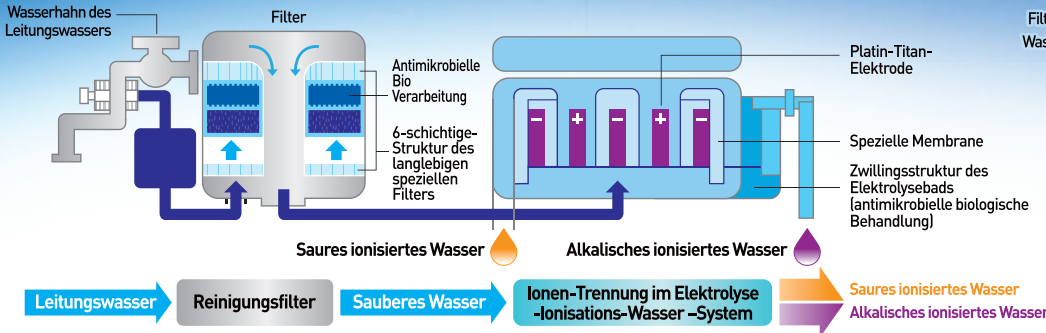 Wasserhahn des
Leitungswassers
Filter
Antimikrobielle
Bio
Verarbeitung
6-schichtige-
Struktur des
langlebigen
speziellen
Filters
Platin-Titan-
Elektrode
Filt
Was
- + - + -
Spezielle Membrane
Zwillingsstruktur des
Elektrolysebads
(antimikrobielle biologische
Behandlung)
Saures ionisiertes Wasser
Alkalisches ionisiertes Wasser
Leitungswasser
Reinigungsfilter
Sauberes Wasser
Ionen-Trennung im Elektrolyse
-Ionisations-Wasser -System
Saures ionisiertes Wasser
Alkalisches ionisiertes Wasser